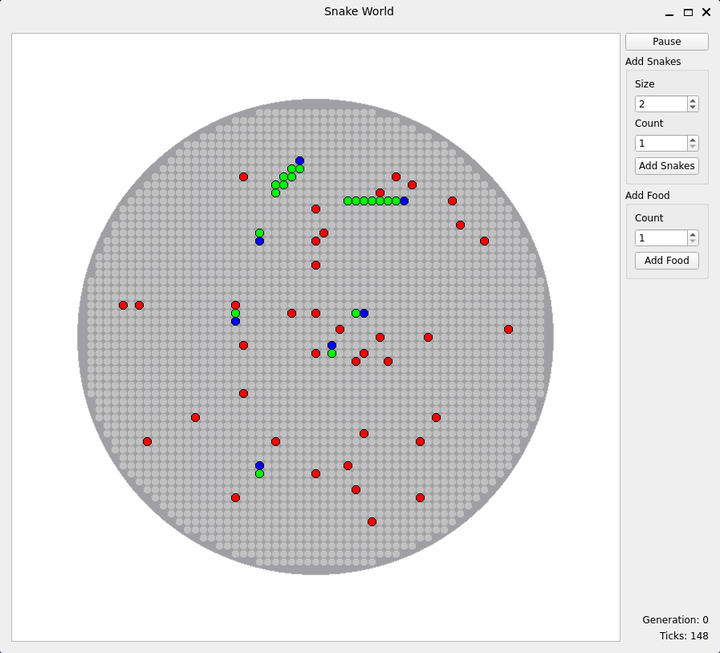 Snake World
Pause
Add Snakes
Size
2
Count
1
Add Snakes
Add Food
Count
1
Add Food
Generation: 0
Ticks: 148